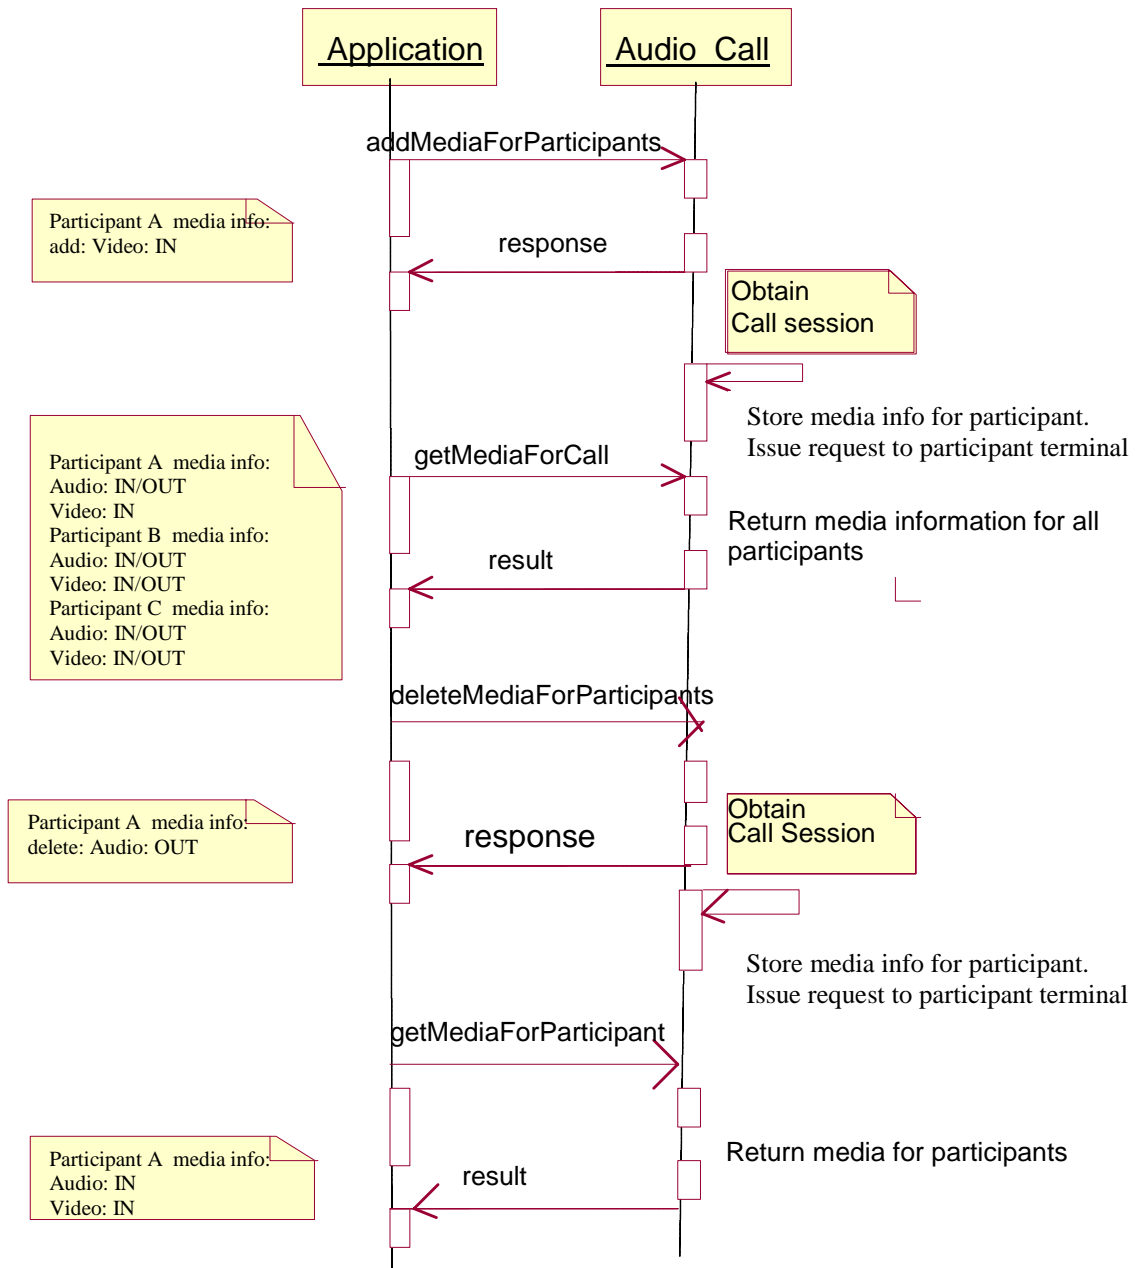 Application
Audio Call
addMediaForParticipants
Participant A media info:
add: Video: IN
response
Obtain
Call session
Store media info for participant.
Issue request to participant terminal
getMediaForCall
Participant A media info:
Audio: IN/OUT
Video: IN
Participant B media info:
Audio: IN/OUT
Video: IN/OUT
Participant C media info:
Audio: IN/OUT
Video: IN/OUT
Return media information for all
participants
result
deleteMediaForParticipants
Participant A media info:
delete: Audio: OUT
response
Obtain
Call Session
Store media info for participant.
Issue request to participant terminal
getMediaForParticipant
Participant A media info:
Audio: IN
Video: IN
Return media for participants
result